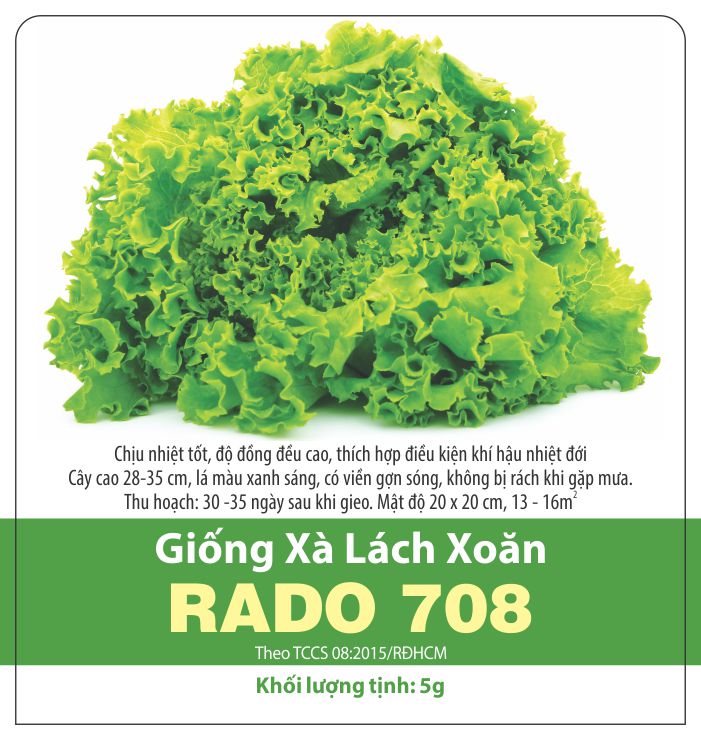 Chịu nhiệt tốt, độ đồng đều cao, thích hợp điều kiện khí hậu nhiệt đới
Cây cao 28-35 cm, lá màu xanh sáng, có viền gợn sóng, không bị rách khi gặp mưa.
Thu hoạch: 30 -35 ngày sau khi gieo. Mật độ 20 x 20 cm, 13 - 16m²
Giống Xà Lách Xoăn
RADO 708
Theo TCCS 08:2015/RĐHCM
Khối lượng tịnh: 5g